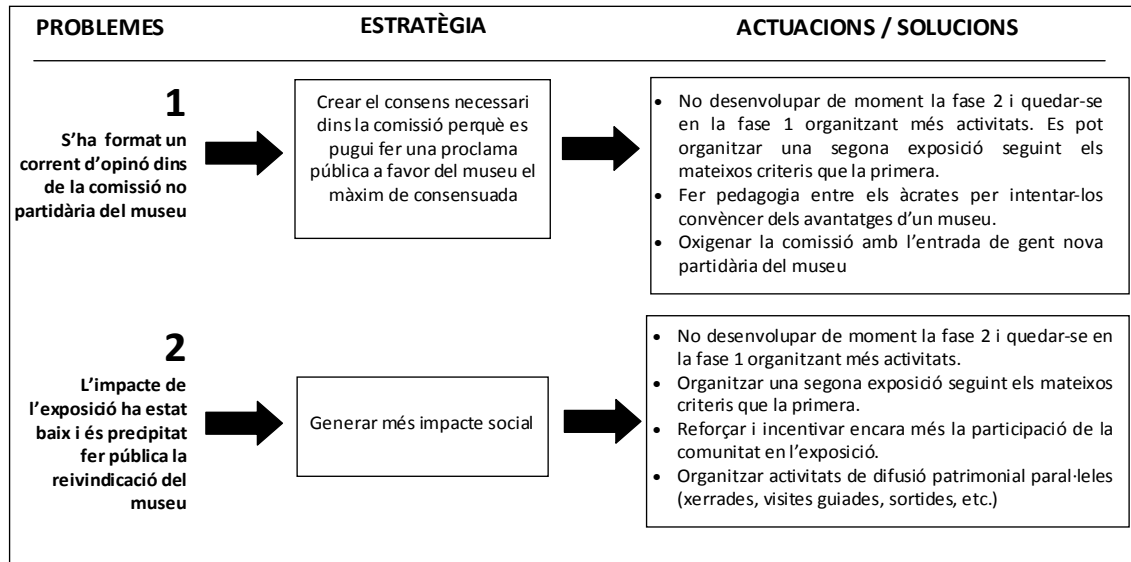 PROBLEMES
ESTRATÈGIA
ACTUACIONS / SOLUCIONS
1
S’ha format un
corrent d’opinó dins
de la comissió no
partidària del museu
Crear el consens necessari
dins la comissió perquè es
pugui fer una proclama
pública a favor del museu el
màxim de consensuada
• No desenvolupar de moment la fase 2 i quedar-se
en la fase 1 organitzant més activitats. Es pot
organitzar una segona exposició seguint els
mateixos criteris que la primera.
• Fer pedagogia entre els àcrates per intentar-los
convèncer dels avantatges d’un museu.
• Oxigenar la comissió amb l’entrada de gent nova
partidària del museu
2
L’impacte de
l’exposició ha estat
baix i és precipitat
fer pública la
reivindicació del
museu
Generar més impacte social
• No desenvolupar de moment la fase 2 i quedar-se en
la fase 1 organitzant més activitats.
• Organitzar una segona exposició seguint els mateixos
criteris que la primera.
• Reforçar i incentivar encara més la participació de la
comunitat en l’exposició.
• Organitzar activitats de difusió patrimonial paral·leles
(xerrades, visites guiades, sortides, etc.)